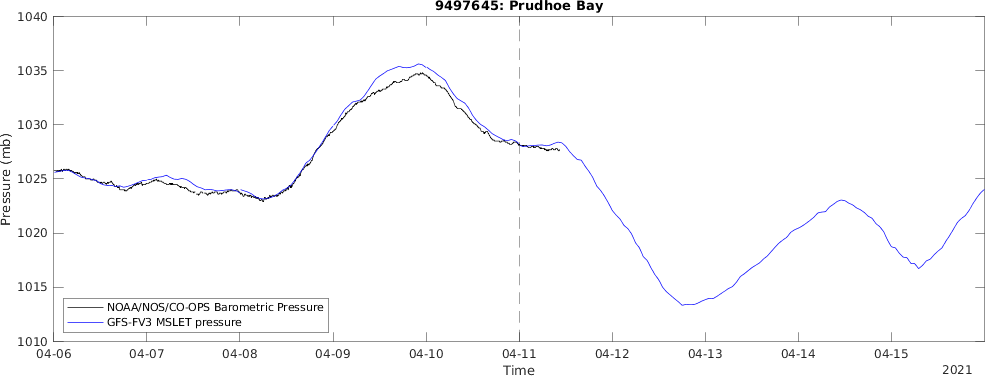 9497645: Prudhoe Bay
1040
1035
1030
1025
1020
1015
1010
Pressure (mb)
NOAA/NOS/CO-OPS Barometric Pressure
GFS-FV3 MSLET pressure
04-06 04-07 04-08 04-09 04-10 04-11 04-12 04-13 04-14 04-15
Time
2021